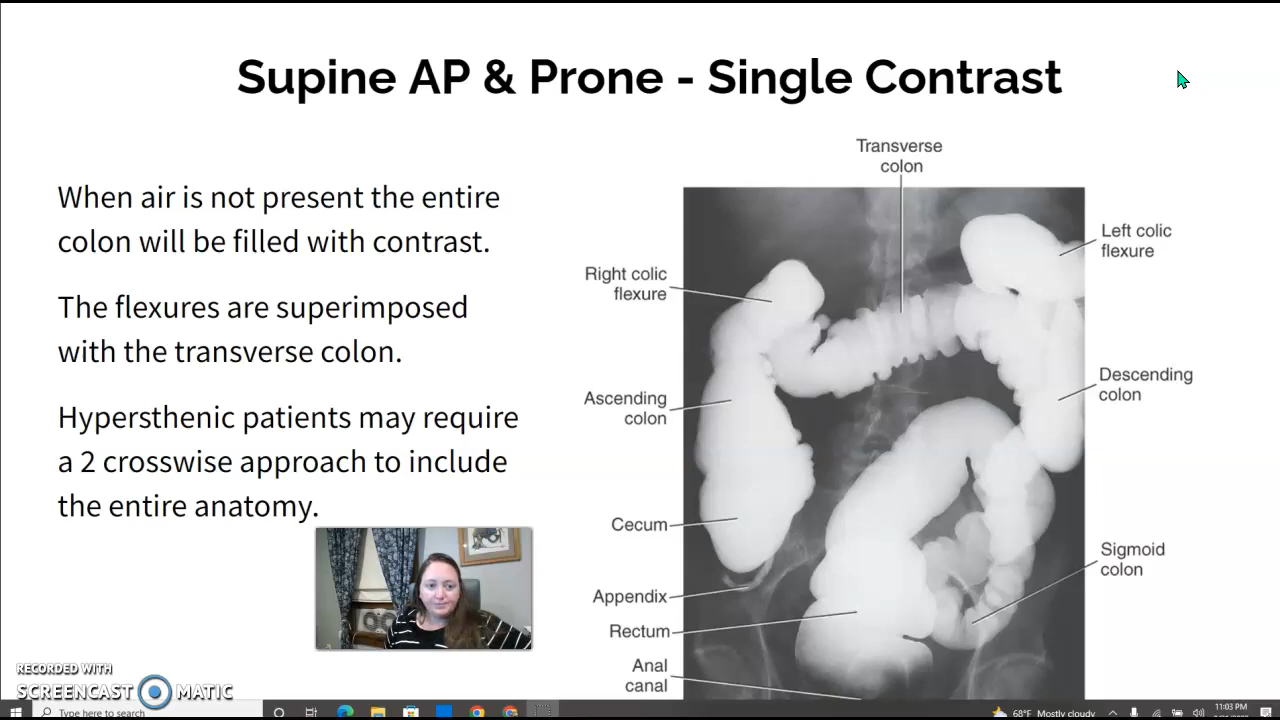 Supine AP & Prone - Single Contrast
When air is not present the entire
colon will be filled with contrast.
The flexures are superimposed
with the transverse colon.
Hypersthenic patients may require
a 2 crosswise approach to include
the entire anatomy.
Transverse
colon
Left colic
flexure
Right colic
flexure
Descending
colon
Ascending
colon
Cecum
Sigmoid
colon
Appendix
Rectum
Anal
canal
RECORDED WITH
SCREENCAST MATIC
Type here to search
68°F Mostly cloudy
11:03 PM